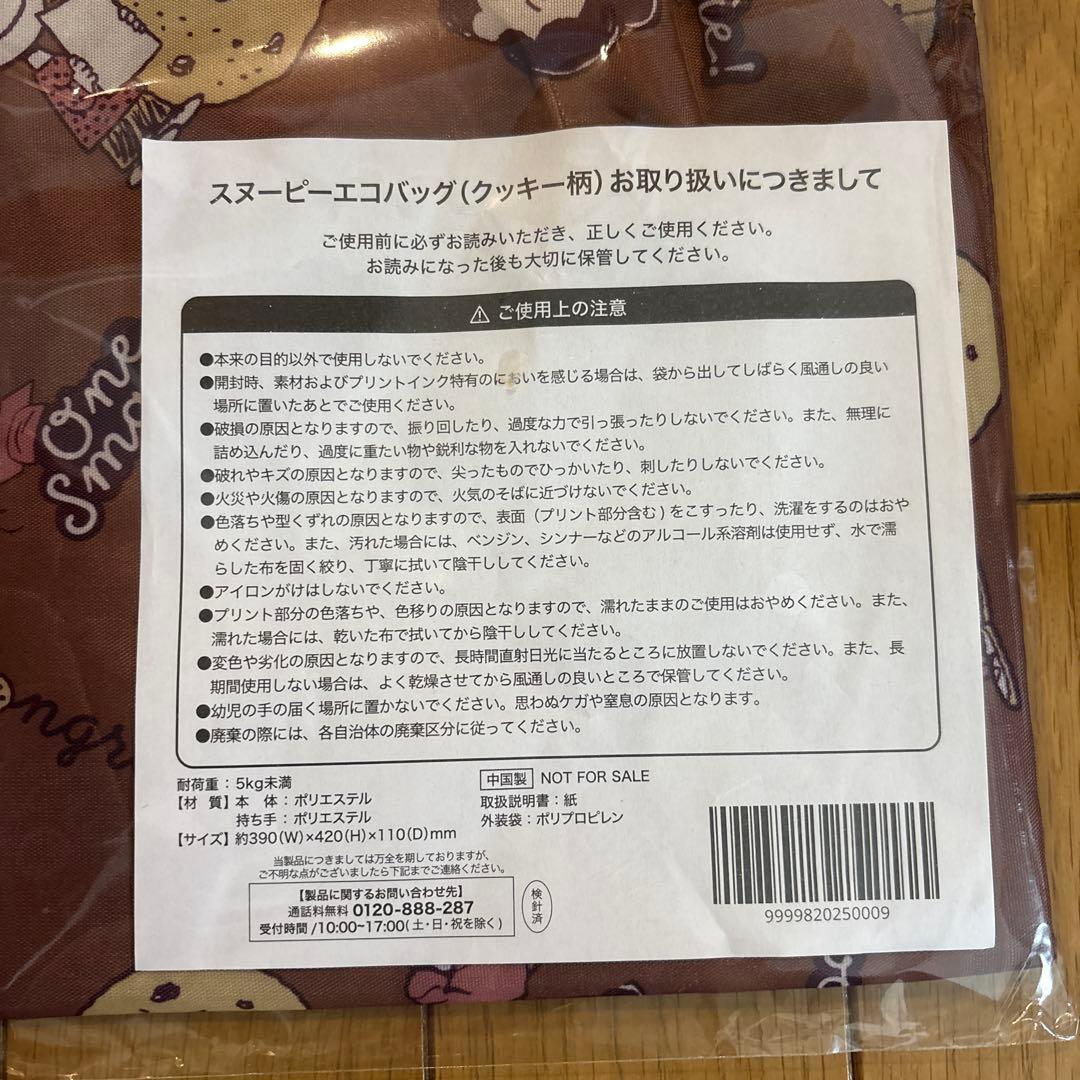 スヌーピーエコバッグ(クッキー柄)お取り扱いにつきまして
ご使用前に必ずお読みいただき、正しくご使用ください。
お読みになった後も大切に保管してください。
⚠ ご使用上の注意
●本来の目的以外で使用しないでください。
●開封時、素材およびプリントインク特有のにおいを感じる場合は、袋から出してしばらく風通しの良い
場所に置いたあとでご使用ください。
●破損の原因となりますので、振り回したり、過度な力で引っ張ったりしないでください。また、無理に
詰め込んだり、過度に重たい物や鋭利な物を入れないでください。
●破れやキズの原因となりますので、尖ったものでひっかいたり、刺したりしないでください。
●火災や火傷の原因となりますので、火気のそばに近づけないでください。
●色落ちや型くずれの原因となりますので、表面(プリント部分含む)をこすったり、洗濯をするのはおや
めください。また、汚れた場合には、ベンジン、シンナーなどのアルコール系溶剤は使用せず、水で濡
らした布を固く絞り、丁寧に拭いて陰干ししてください。
●アイロンがけはしないでください。
●プリント部分の色落ちや、色移りの原因となりますので、濡れたままのご使用はおやめください。また、
濡れた場合には、乾いた布で拭いてから陰干ししてください。
●変色や劣化の原因となりますので、長時間直射日光に当たるところに放置しないでください。また、長
期間使用しない場合は、よく乾燥させてから風通しの良いところで保管してください。
●幼児の手の届く場所に置かないでください。思わぬケガや窒息の原因となります。
●廃棄の際には、各自治体の廃棄区分に従ってください。
耐荷重：5kg未満
【材 質】本 体：ポリエステル
持ち手：ポリエステル
【サイズ】約390(W)×420(H)×110(D)mm
中国製 NOT FOR SALE
取扱説明書：紙
外装袋：ポリプロピレン
当製品につきましては万全を期しておりますが、
ご不明な点がございましたら下記までご連絡ください。
【製品に関するお問い合わせ先】
通話料無料 0120-888-287
受付時間/10:00~17:00(土・日・祝を除く)
検針済
9999820250009
One